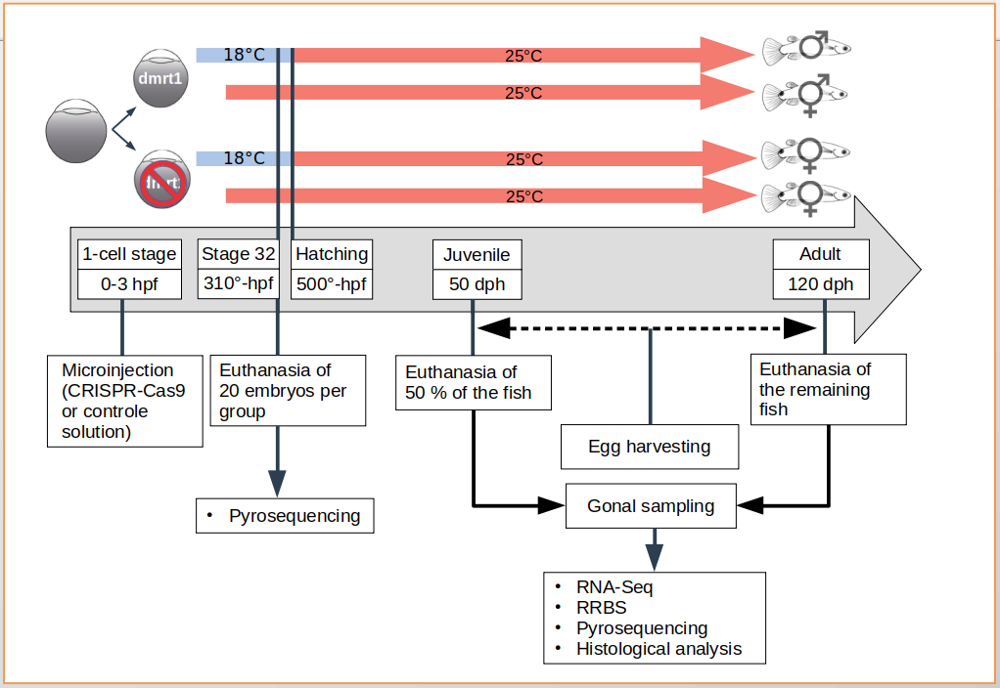 18°C
25°C
dmrt1
25°C
18°C
25°C
25°C
1-cell stage
0-3 hpf
Stage 32
310°-hpf
Hatching
500°-hpf
Juvenile
50 dph
Adult
120 dph
Microinjection
(CRISPR-Cas9
or controle
solution)
Euthanasia of
20 embryos per
group
Euthanasia of
50 % of the fish
Euthanasia of
the remaining
fish
Egg harvesting
Gonal sampling
• Pyrosequencing
• RNA-Seq
• RRBS
• Pyrosequencing
• Histological analysis